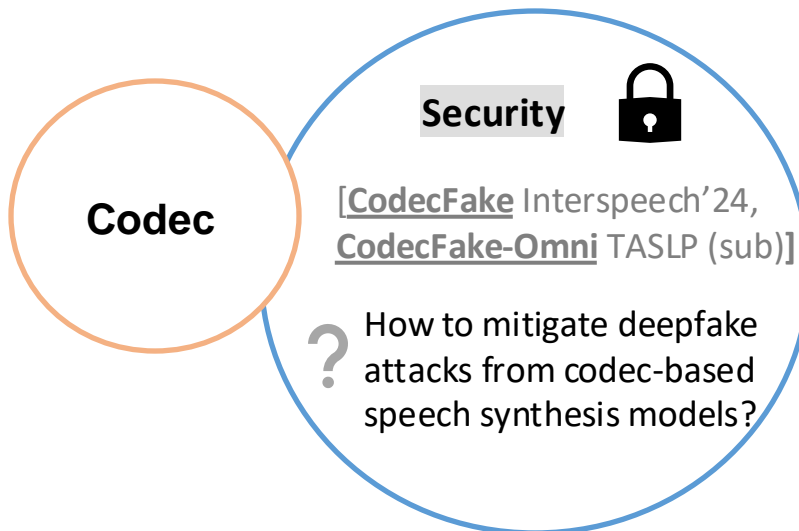 Security
Codec
[CodecFake Interspeech’24,
CodecFake-Omni TASLP (sub)]
?
How to mitigate deepfake
attacks from codec-based
speech synthesis models?